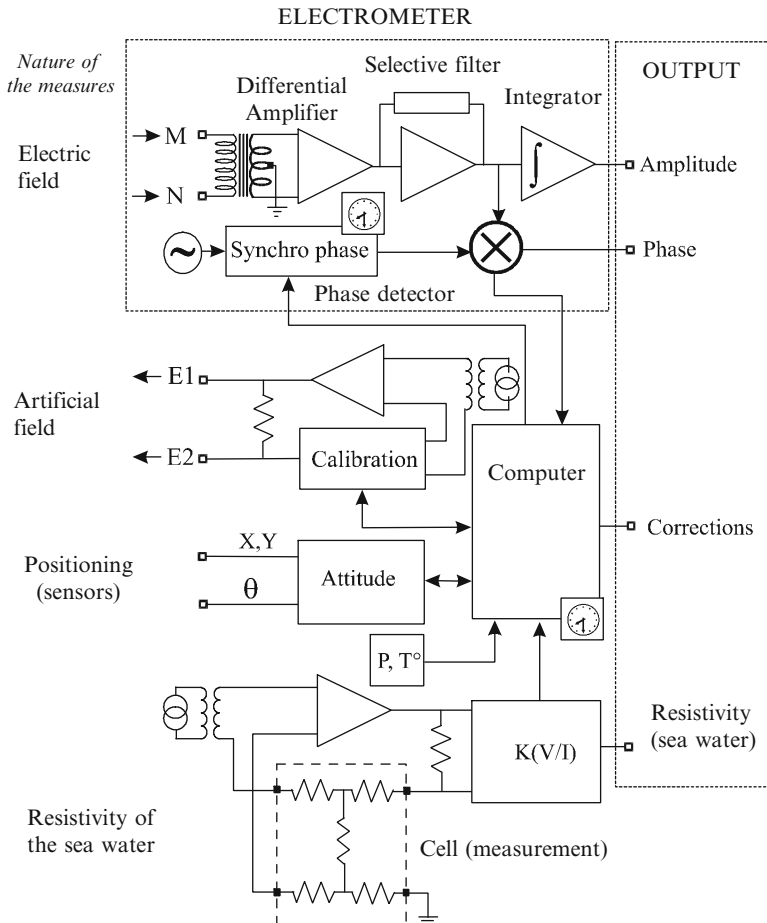 ELECTROMETER
Nature of
the measures
Differential
Amplifier
Selective filter
Integrator
OUTPUT
M
Electric
field
N
Amplitude
Synchro phase
~
Phase
Phase detector
E1
Artificial
field
E2
Calibration
Computer
Corrections
X,Y
Positioning
(sensors)
θ
Attitude
P, T°
Resistivity
(sea water)
K(V/I)
Resistivity of
the sea water
Cell (measurement)